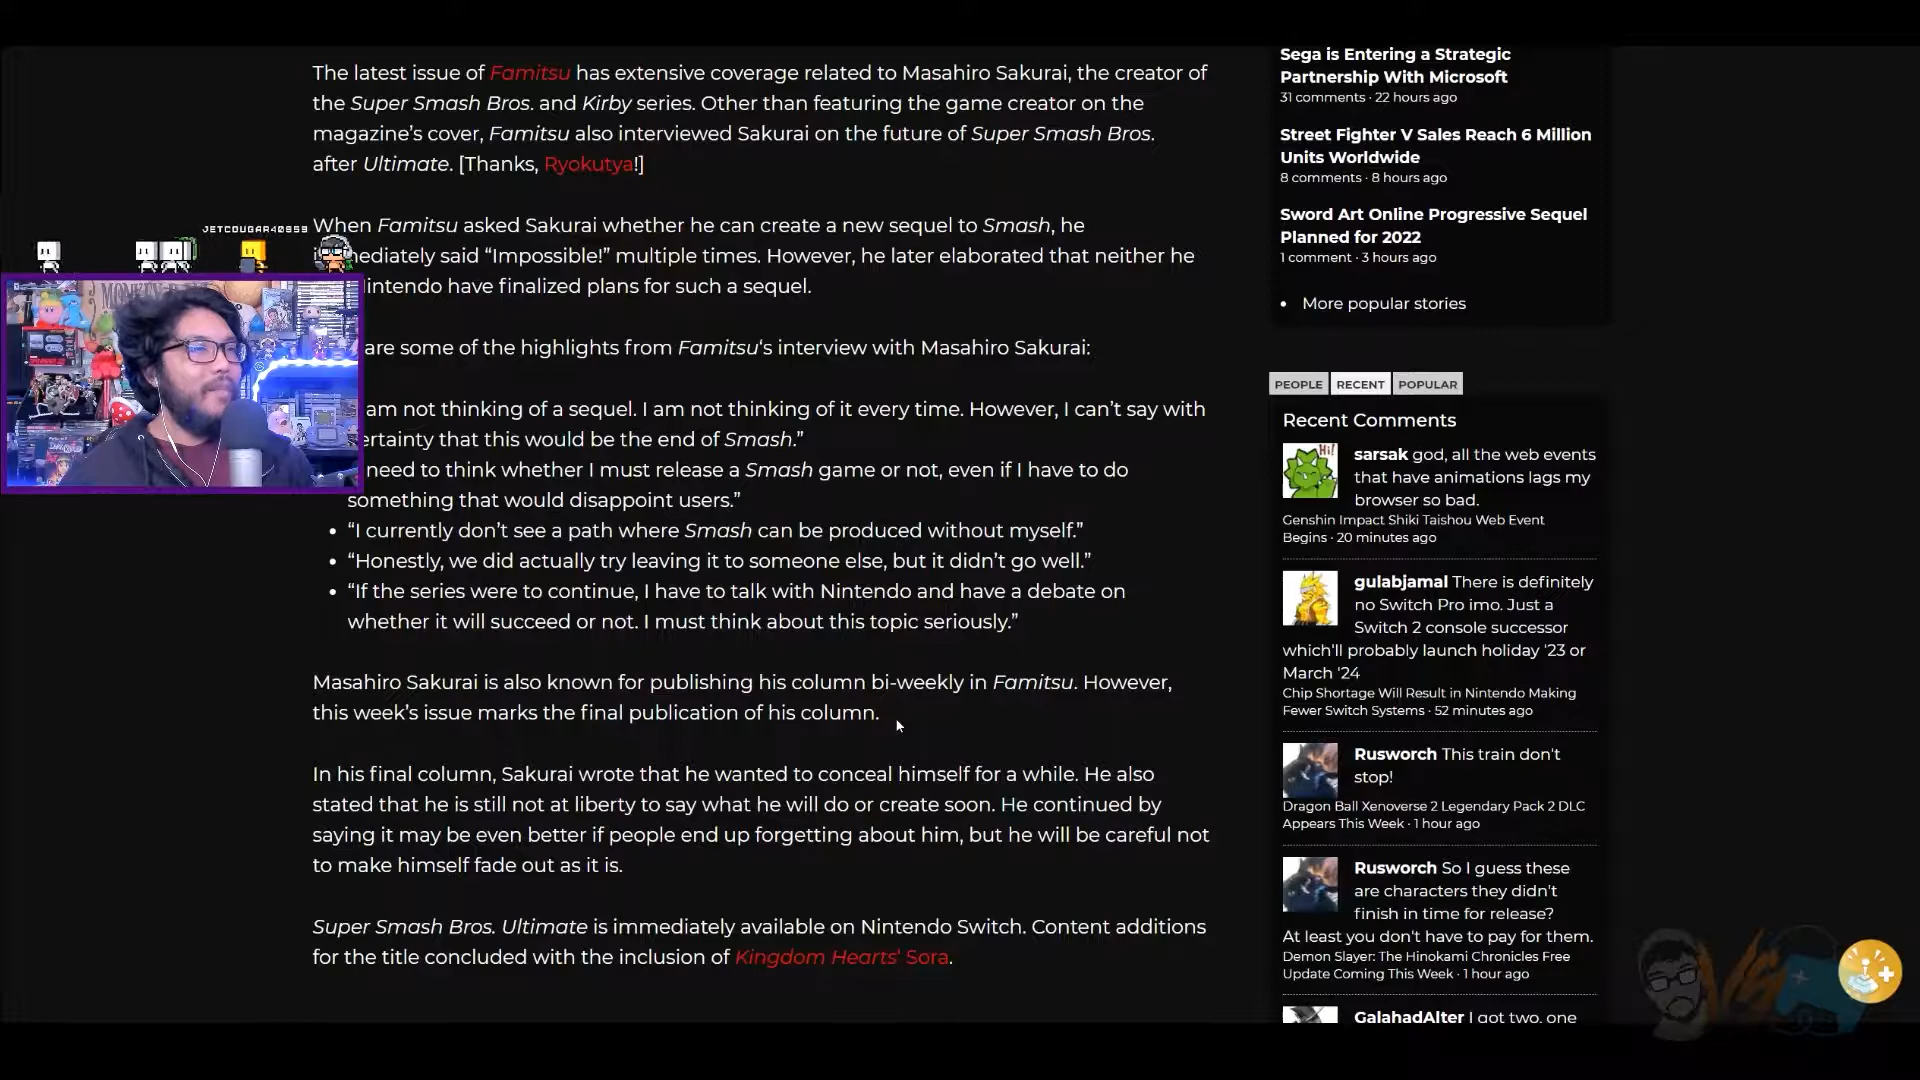 The latest issue of Famitsu has extensive coverage related to Masahiro Sakurai, the creator of
the Super Smash Bros. and Kirby series. Other than featuring the game creator on the
magazine's cover, Famitsu also interviewed Sakurai on the future of Super Smash Bros.
after Ultimate. [Thanks, Ryokutya!]
JETCOUGAR40959
When Famitsu asked Sakurai whether he can create a new sequel to Smash, he
mediately said “Impossible!” multiple times. However, he later elaborated that neither he
intendo have finalized plans for such a sequel.
are some of the highlights from Famitsu‘s interview with Masahiro Sakurai:
am not thinking of a sequel. I am not thinking of it every time. However, I can’t say with
ertainty that this would be the end of Smash.”
need to think whether I must release a Smash game or not, even if I have to do
something that would disappoint users.”
• “I currently don’t see a path where Smash can be produced without myself.”
• “Honestly, we did actually try leaving it to someone else, but it didn’t go well.”
• “If the series were to continue, I have to talk with Nintendo and have a debate on
whether it will succeed or not. I must think about this topic seriously.”
Masahiro Sakurai is also known for publishing his column bi-weekly in Famitsu. However,
this week’s issue marks the final publication of his column.
In his final column, Sakurai wrote that he wanted to conceal himself for a while. He also
stated that he is still not at liberty to say what he will do or create soon. He continued by
saying it may be even better if people end up forgetting about him, but he will be careful not
to make himself fade out as it is.
Super Smash Bros. Ultimate is immediately available on Nintendo Switch. Content additions
for the title concluded with the inclusion of Kingdom Hearts‘ Sora.
Sega is Entering a Strategic
Partnership With Microsoft
31 comments · 22 hours ago
Street Fighter V Sales Reach 6 Million
Units Worldwide
8 comments · 8 hours ago
Sword Art Online Progressive Sequel
Planned for 2022
1 comment · 3 hours ago
• More popular stories
PEOPLE RECENT POPULAR
Recent Comments
Hi!
sarsak god, all the web events
that have animations lags my
browser so bad.
Genshin Impact Shiki Taishou Web Event
Begins · 20 minutes ago
gulabjamal There is definitely
no Switch Pro imo. Just a
Switch 2 console successor
which'll probably launch holiday '23 or
March '24
Chip Shortage Will Result in Nintendo Making
Fewer Switch Systems · 52 minutes ago
Rusworch This train don't
stop!
Dragon Ball Xenoverse 2 Legendary Pack 2 DLC
Appears This Week · 1 hour ago
Rusworch So I guess these
are characters they didn't
finish in time for release?
At least you don't have to pay for them.
Demon Slayer: The Hinokami Chronicles Free
Update Coming This Week · 1 hour ago
GalahadAlter I got two, one